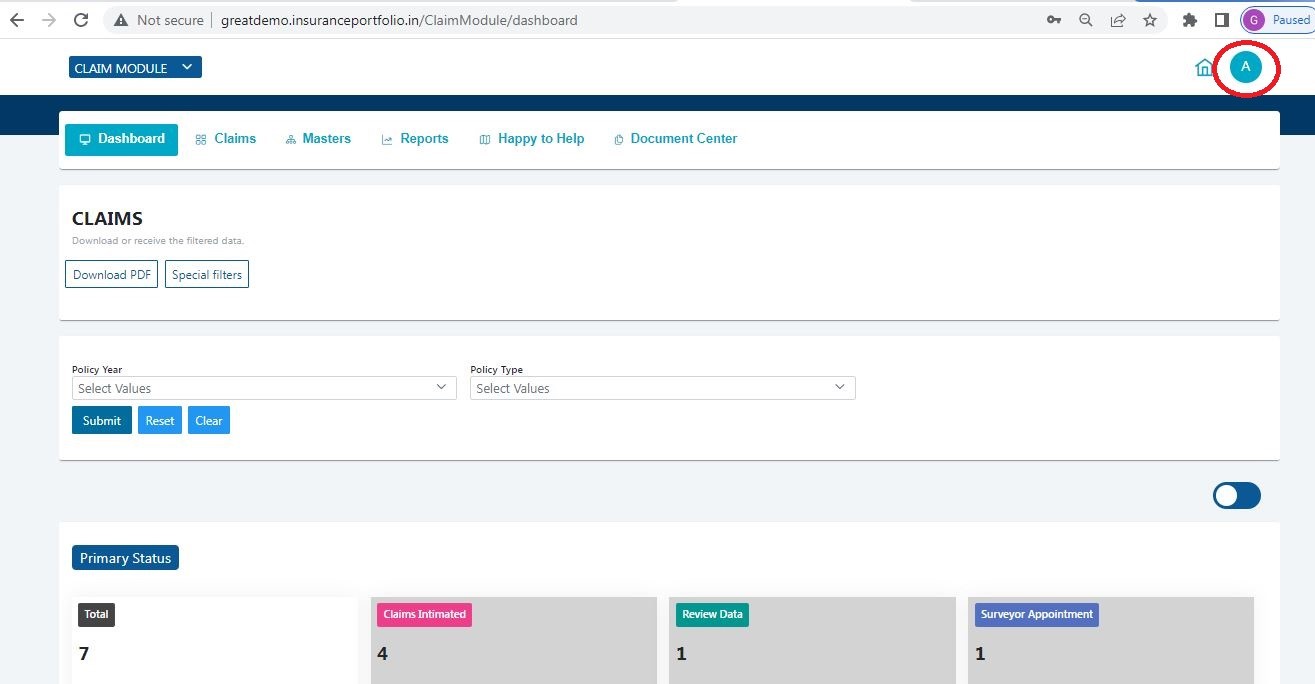 Not secure greatdemo.insuranceportfolio.in/ClaimModule/dashboard G Paused
CLAIM MODULE A
Dashboard Claims Masters Reports Happy to Help Document Center
CLAIMS
Download or receive the filtered data.
Download PDF Special filters
Policy Year Policy Type
Select Values Select Values
Submit Reset Clear
Primary Status
Total Claims Intimated Review Data Surveyor Appointment
7 4 1 1